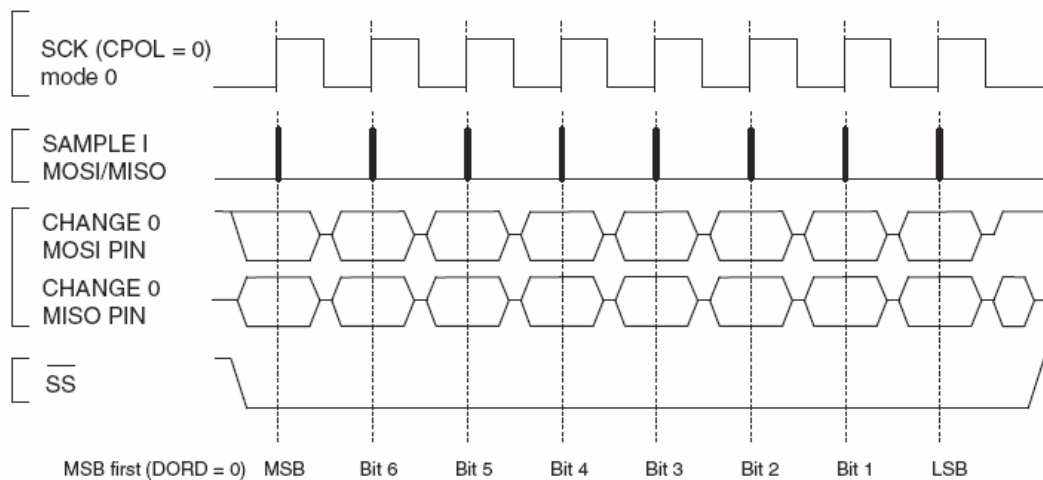 SCK (CPOL = 0)
mode 0
SAMPLE I
MOSI/MISO
CHANGE 0
MOSI PIN
CHANGE 0
MISO PIN
SS
MSB first (DORD = 0) MSB Bit 6 Bit 5 Bit 4 Bit 3 Bit 2 Bit 1 LSB